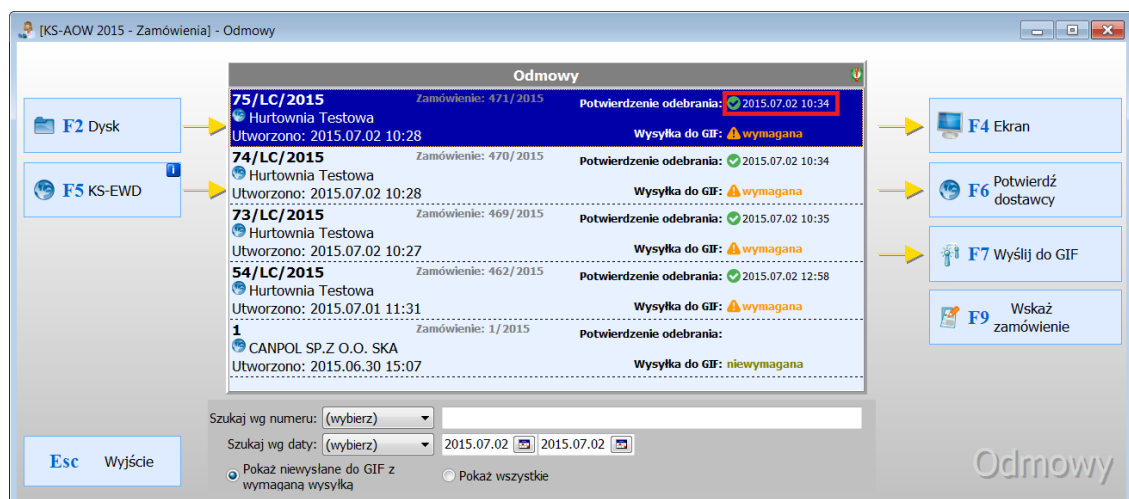 [KS-AOW 2015 - Zamówienia] - Odmowy
Odmowy
F2 Dysk
F5 KS-EWD
75/LC/2015 Zamówienie: 471/2015 Potwierdzenie odebrania: 2015.07.02 10:34
Hurtownia Testowa
Utworzono: 2015.07.02 10:28 Wysyłka do GIF: wymagana
74/LC/2015 Zamówienie: 470/2015 Potwierdzenie odebrania: 2015.07.02 10:34
Hurtownia Testowa
Utworzono: 2015.07.02 10:28 Wysyłka do GIF: wymagana
73/LC/2015 Zamówienie: 469/2015 Potwierdzenie odebrania: 2015.07.02 10:35
Hurtownia Testowa
Utworzono: 2015.07.02 10:27 Wysyłka do GIF: wymagana
54/LC/2015 Zamówienie: 462/2015 Potwierdzenie odebrania: 2015.07.02 12:58
Hurtownia Testowa
Utworzono: 2015.07.01 11:31 Wysyłka do GIF: wymagana
1 Zamówienie: 1/2015 Potwierdzenie odebrania:
CANPOL SP.Z O.O. SKA
Utworzono: 2015.06.30 15:07 Wysyłka do GIF: niewymagana
F4 Ekran
F6 Potwierdź
dostawcy
F7 Wyślij do GIF
F9 Wskaż
zamówienie
Szukaj wg numeru: (wybierz)
Szukaj wg daty: (wybierz) 2015.07.02 2015.07.02
Pokaż niewysłane do GIF z
wymaganą wysyłką
Pokaż wszystkie
Esc Wyjście
Odmowy